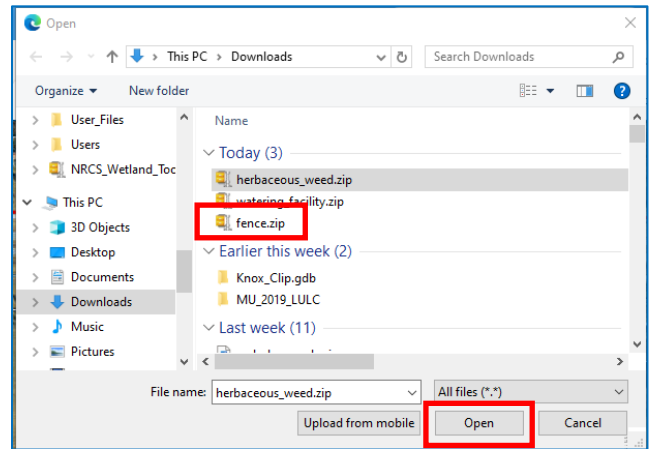 Open
This PC > Downloads
Search Downloads
Organize
New folder
User_Files
Users
NRCS_Wetland_Toc
This PC
3D Objects
Desktop
Documents
Downloads
Music
Pictures
Name
Today (3)
herbaceous_weed.zip
watering_facility.zip
fence.zip
Earlier this week (2)
Knox_Clip.gdb
MU_2019_LULC
Last week (11)
File name: herbaceous_weed.zip
All files (*.*)
Upload from mobile
Open
Cancel